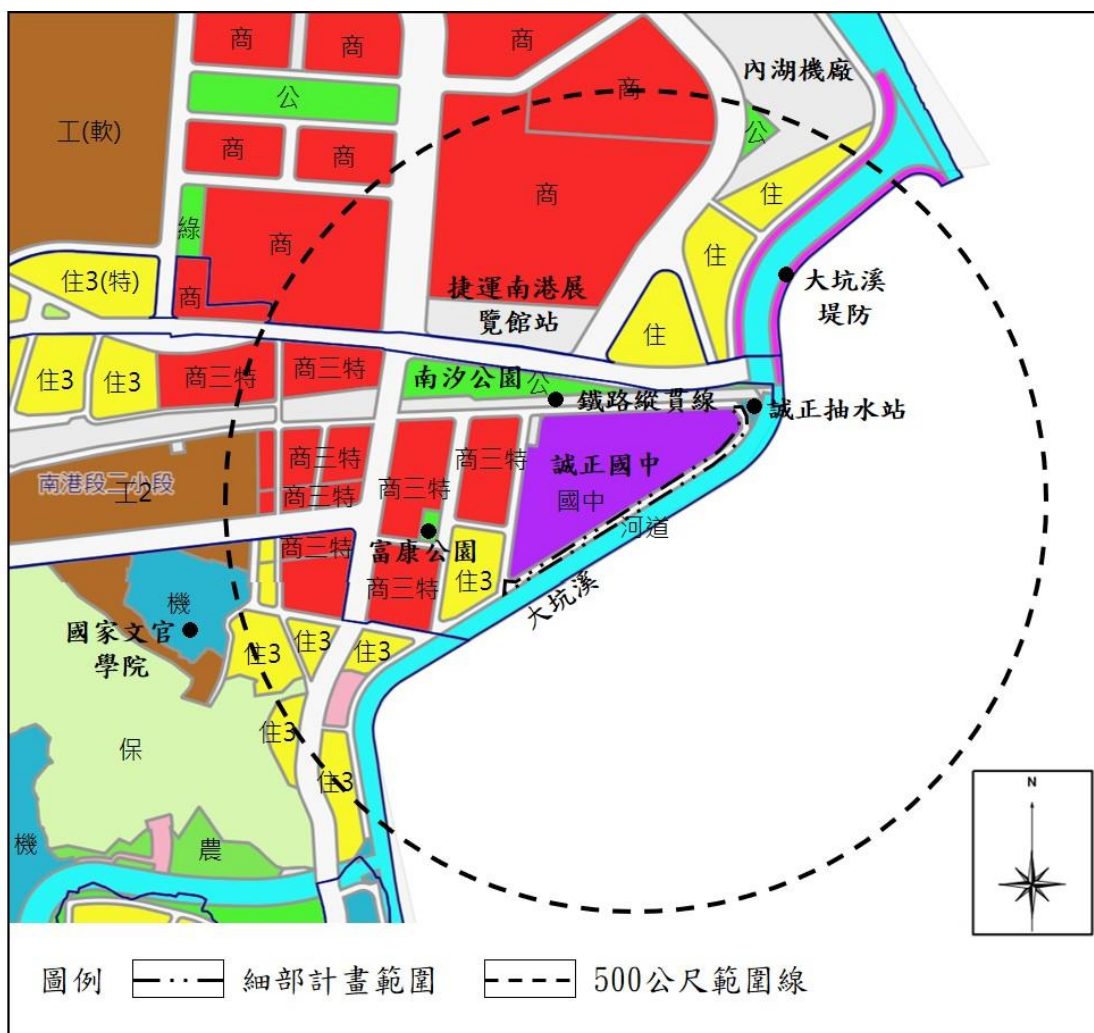 商
商
商
內湖機廠
商
公
公
工(軟)
商
商
住
商
綠
商
住
住3(特)
商
捷運南港展
覽館站
大坑溪
堤防
住
住3
住3
商三特
商三特
南汐公園
公
鐵路縱貫線
誠正抽水站
商三特
商三特
誠正國中
南港段二小段
工2
商三特
商三特
國中
河道
商三特
富康公園
商三特
住3
機
大坑溪
國家文官
學院
住3
住3
住3
住3
保
住3
機
農
N
圖例
細部計畫範圍
500公尺範圍線